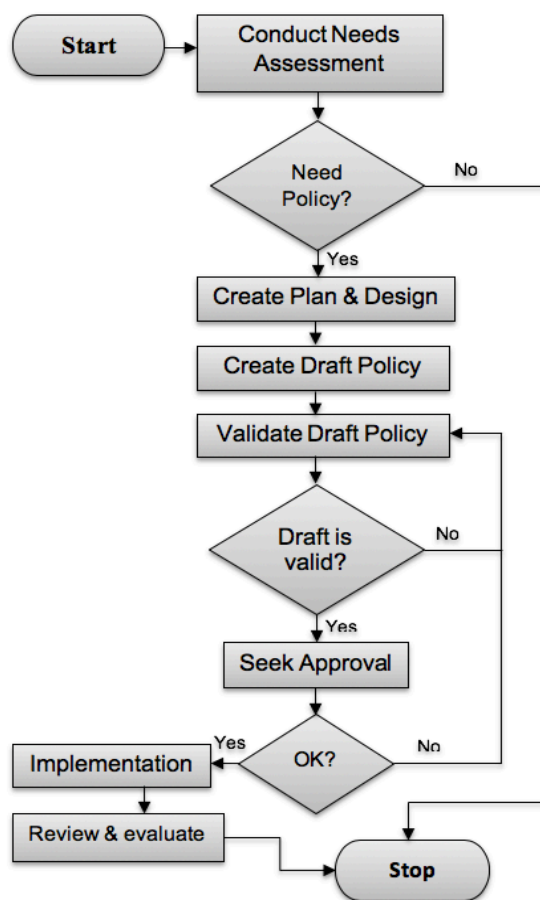 Start
Conduct Needs
Assessment
Need
Policy?
No
Yes
Create Plan & Design
Create Draft Policy
Validate Draft Policy
Draft is
valid?
No
Yes
Seek Approval
OK?
Yes
No
Implementation
Review & evaluate
Stop